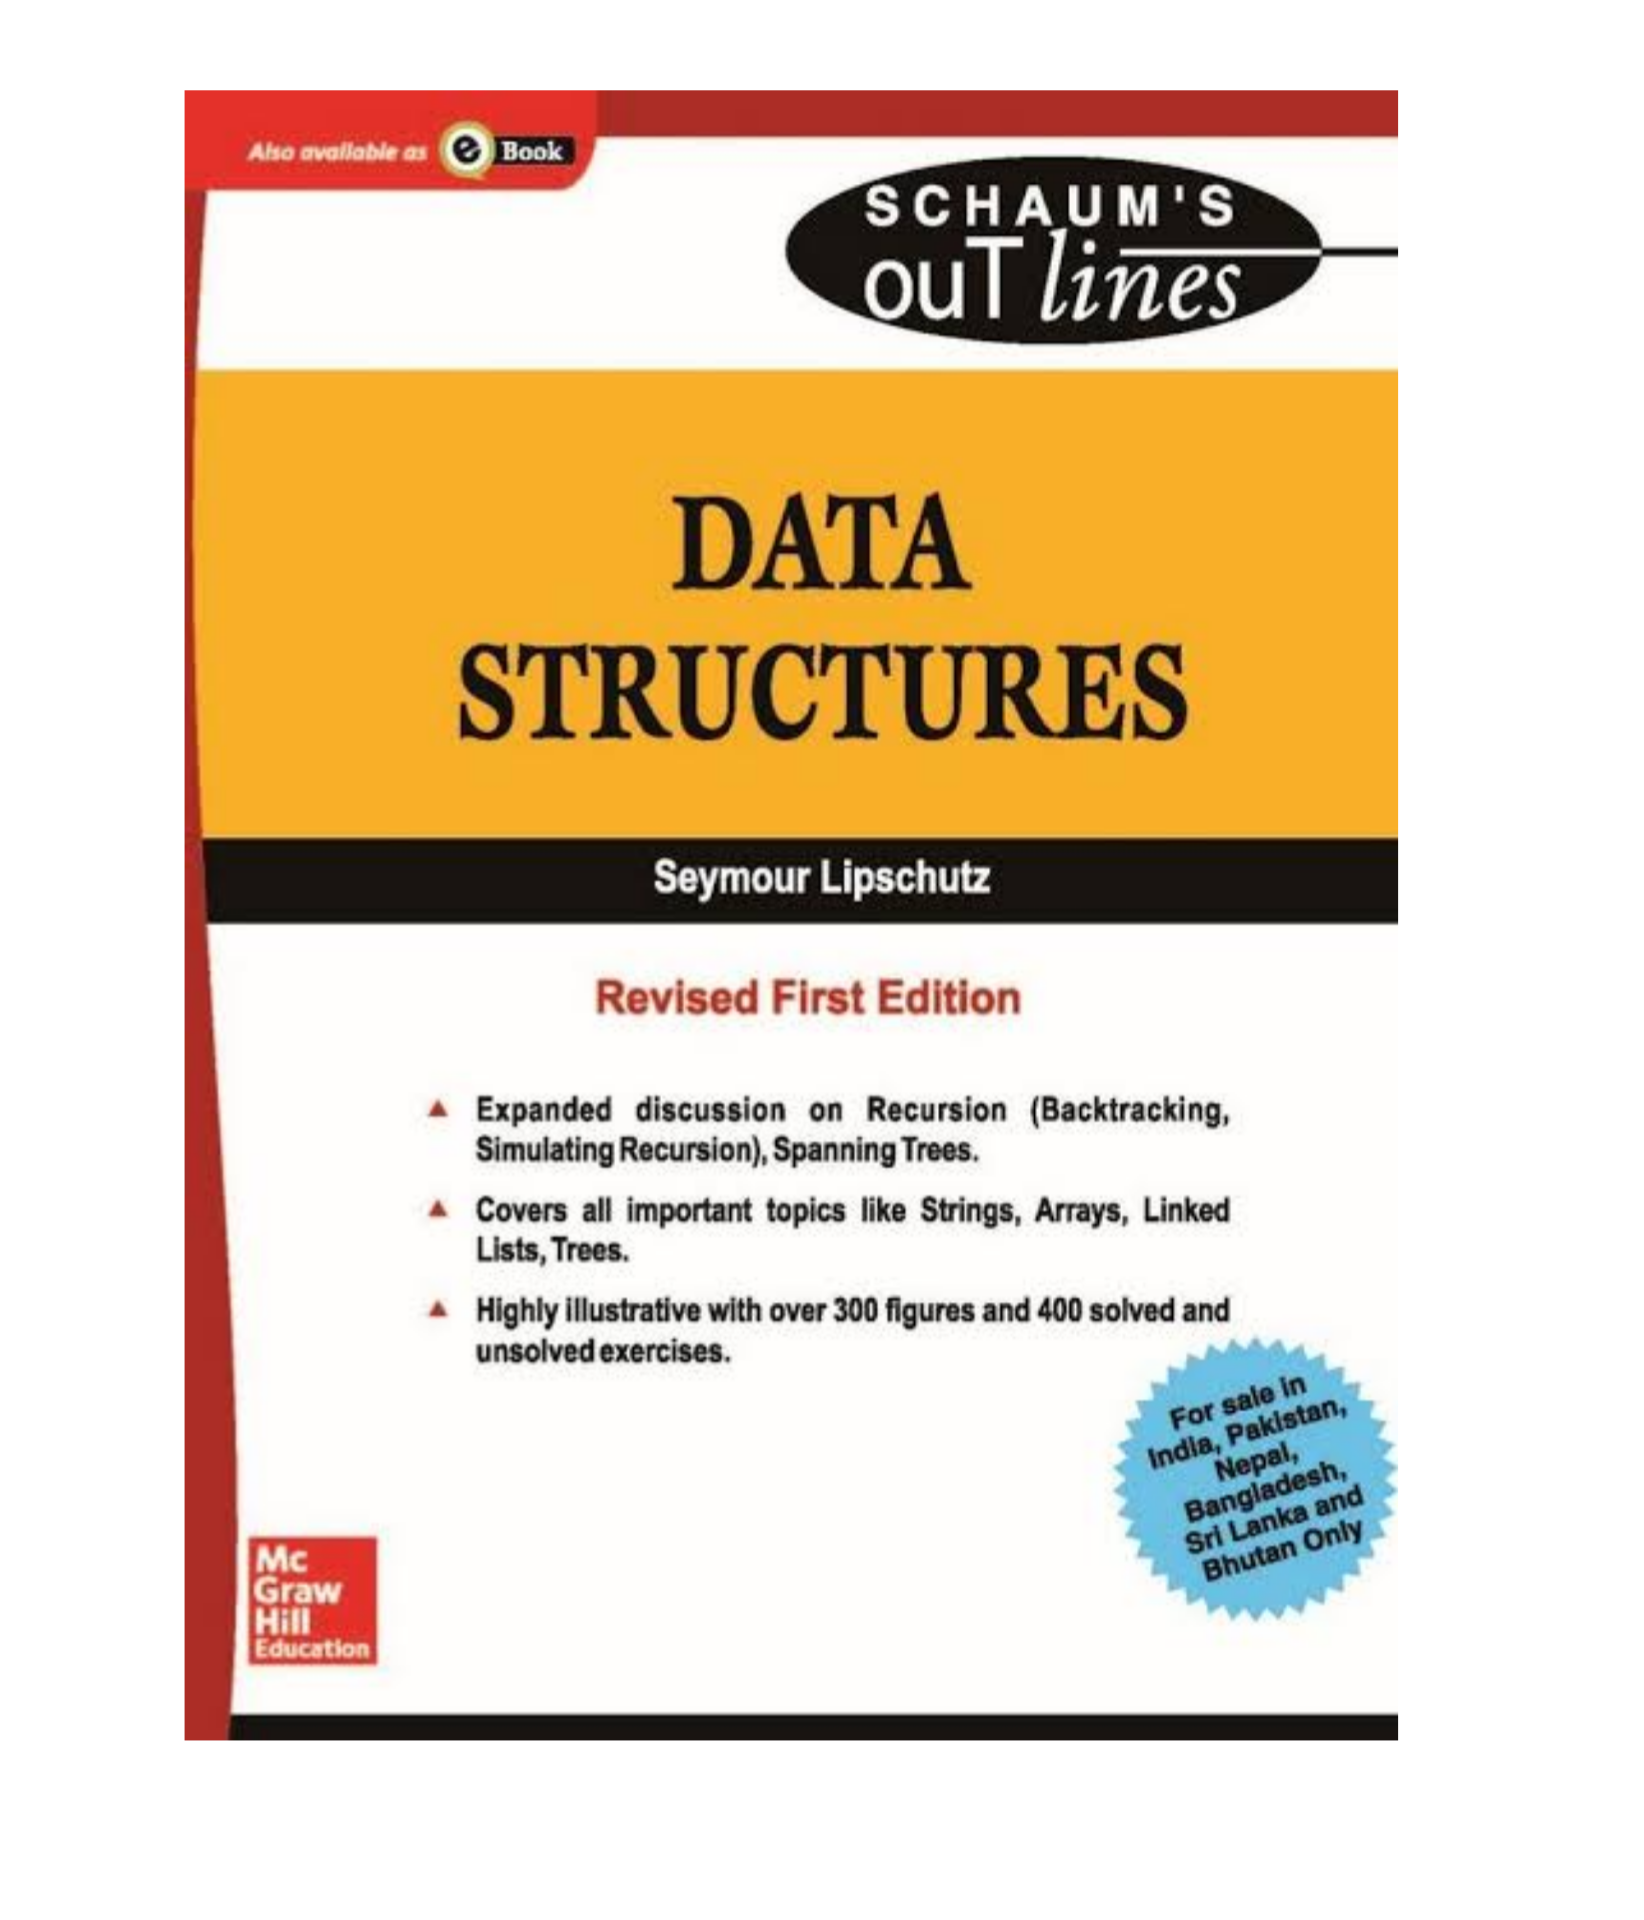 Also available as e Book
SCHAUM'S
ouTlines
DATA
STRUCTURES
Seymour Lipschutz
Revised First Edition
Expanded discussion on Recursion (Backtracking,
Simulating Recursion), Spanning Trees.
Covers all important topics like Strings, Arrays, Linked
Lists, Trees.
Highly illustrative with over 300 figures and 400 solved and
unsolved exercises.
For sale in
India, Pakistan,
Nepal,
Bangladesh,
Sri Lanka and
Bhutan Only
Mc
Graw
Hill
Education